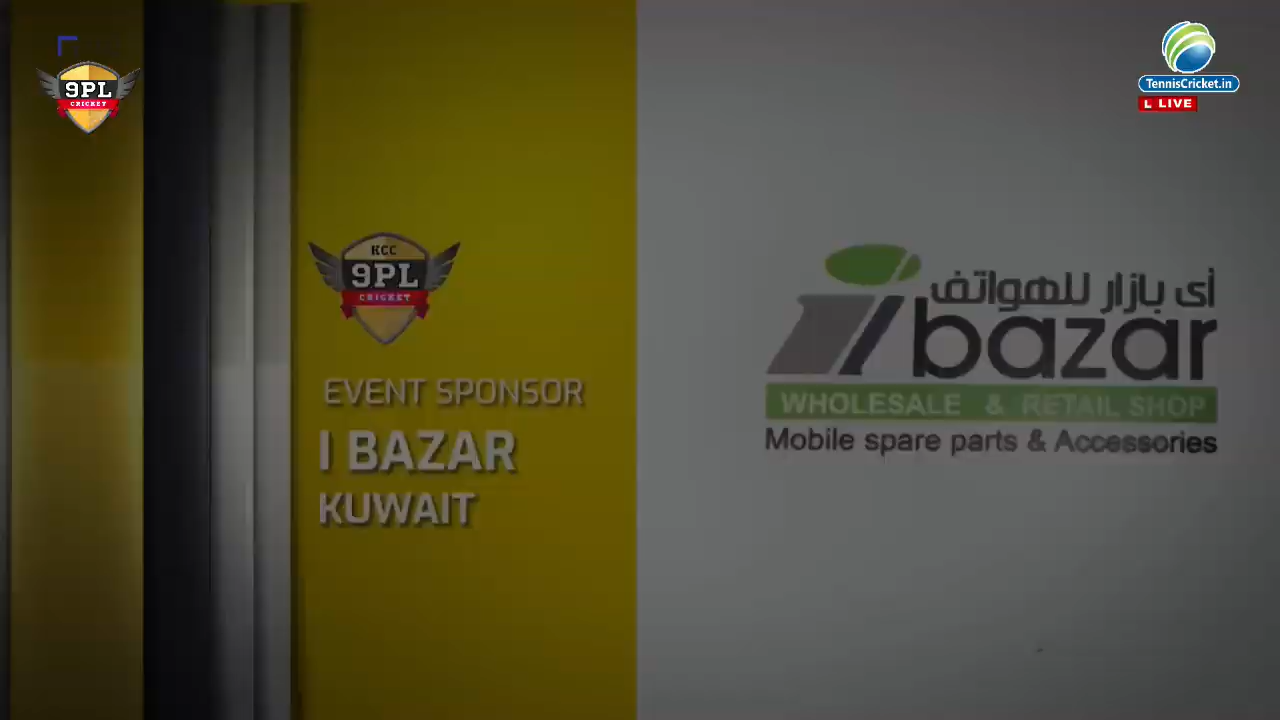 9PL
CRICKET
TennisCricket.in
L LIVE
KCC
9PL
CRICKET
EVENT SPONSOR
I BAZAR
KUWAIT
أى بازار للهواتف
i bazar
WHOLESALE & RETAIL SHOP
Mobile spare parts & Accessories